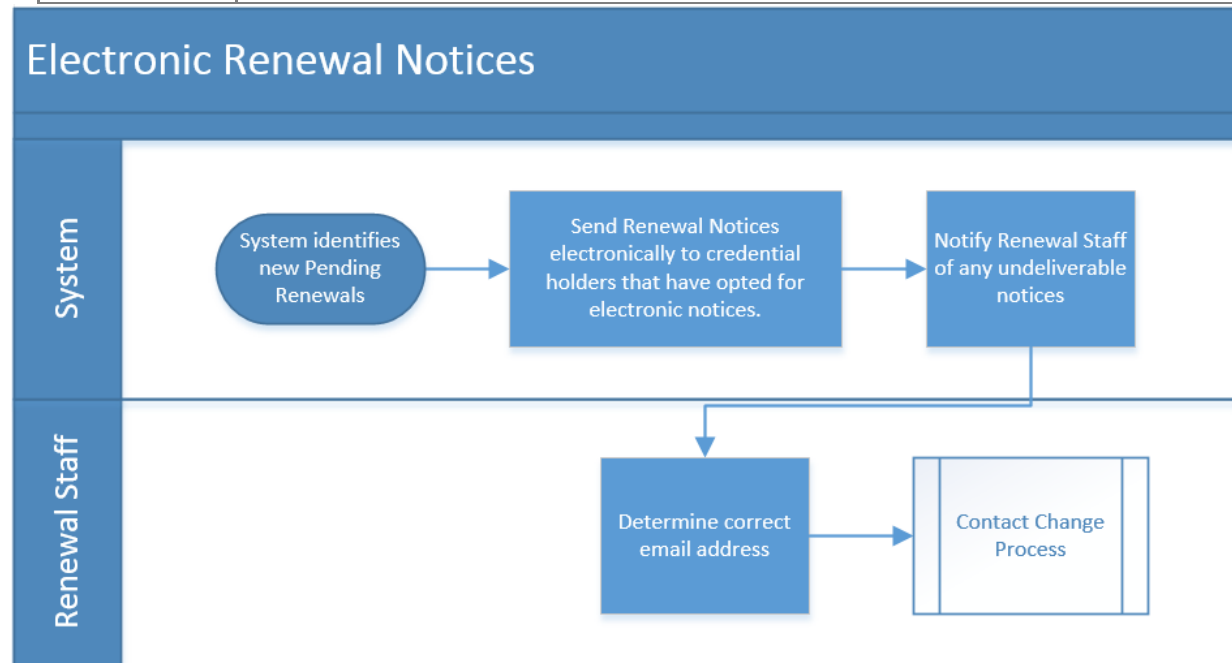 Electronic Renewal Notices
System
System identifies
new Pending
Renewals
Send Renewal Notices
electronically to credential
holders that have opted for
electronic notices.
Notify Renewal Staff
of any undeliverable
notices
Renewal Staff
Determine correct
email address
Contact Change
Process